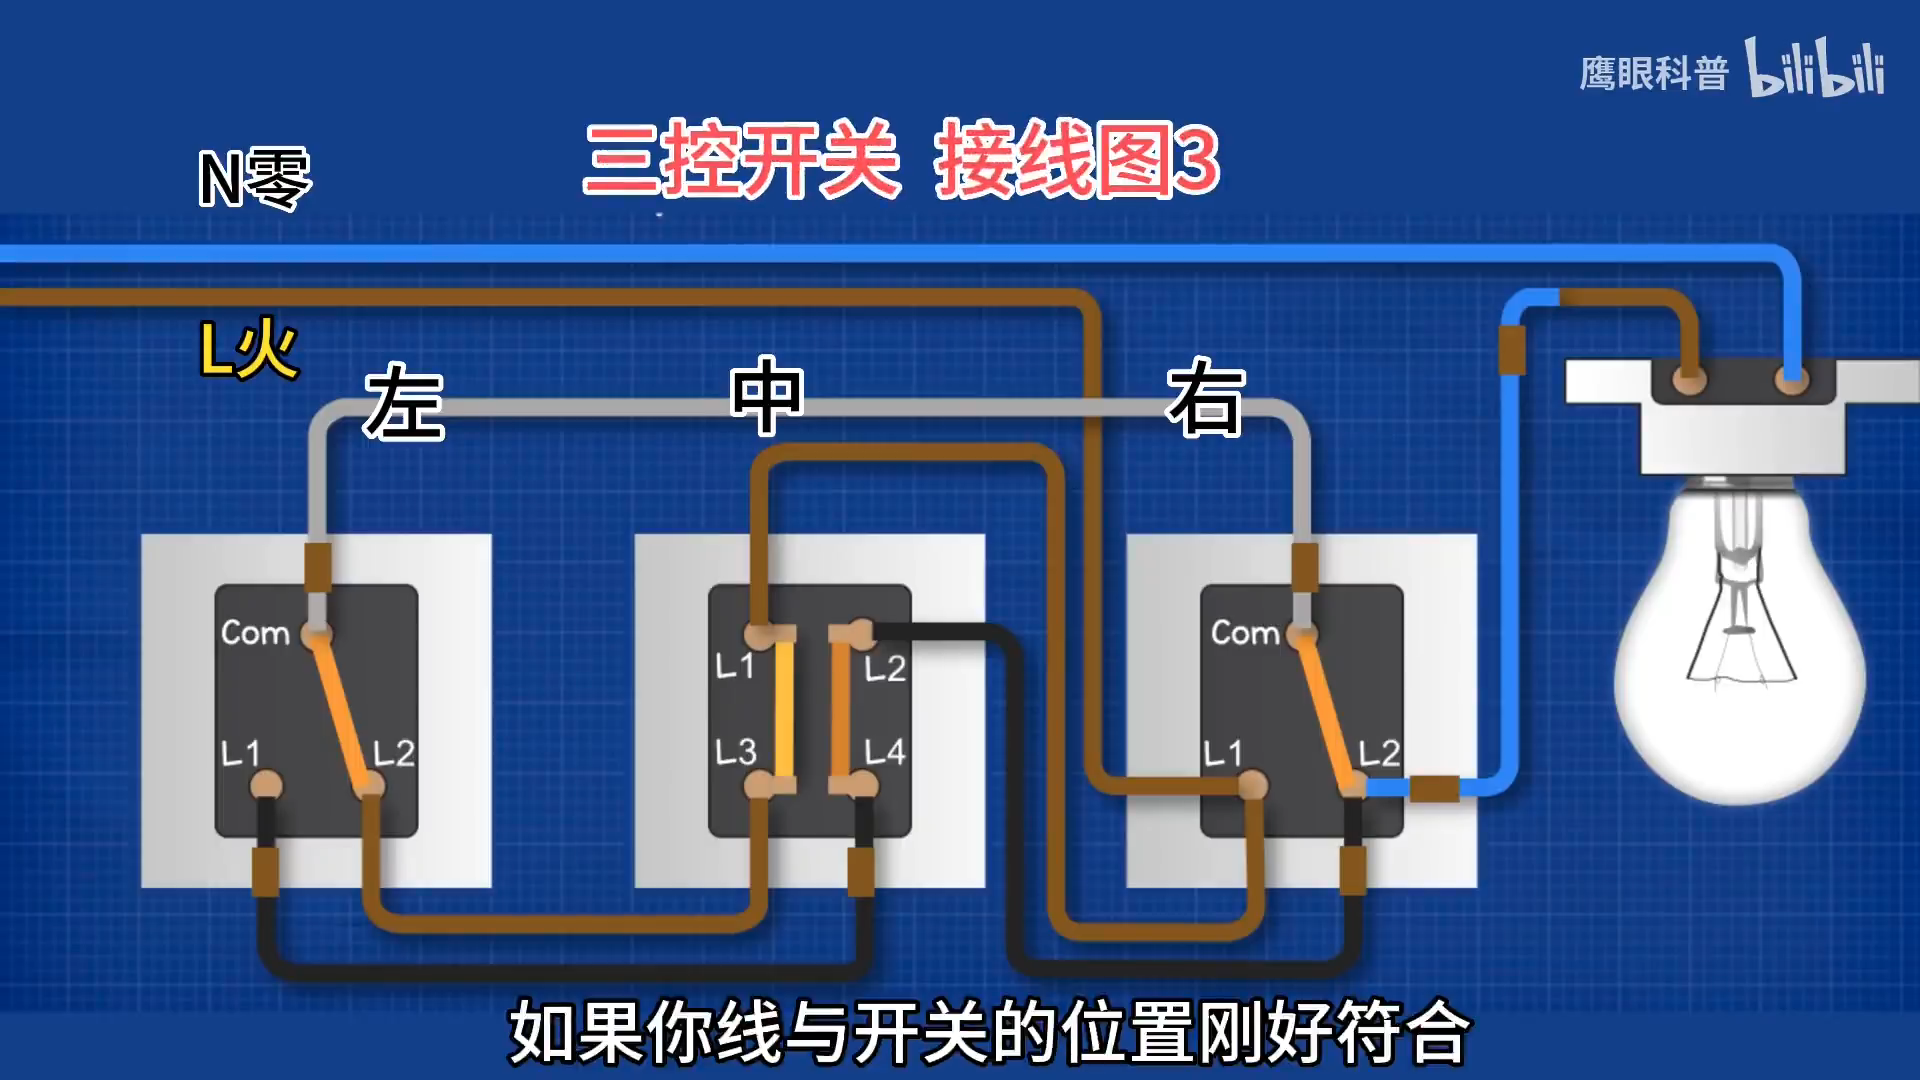 鹰眼科普 bilibili
三控开关 接线图3
N零
L火
左 中 右
Com
L1
L2
L1
L2
L3
L4
Com
L1
L2
如果你线与开关的位置刚好符合